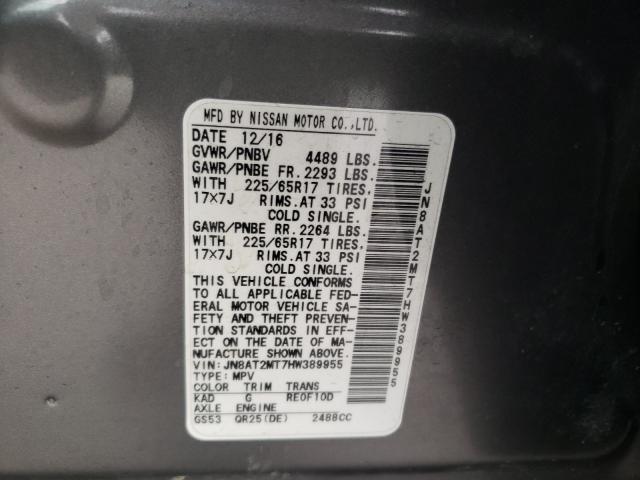 MFD BY NISSAN MOTOR CO.,LTD.
DATE 12/16
GVWR/PNBV 4489 LBS.
GAWR/PNBE FR. 2293 LBS.
WITH 225/65R17 TIRES,
17X7J RIMS.AT 33 PSI
COLD SINGLE.
GAWR/PNBE RR. 2264 LBS.
WITH 225/65R17 TIRES,
17X7J RIMS.AT 33 PSI
COLD SINGLE.
THIS VEHICLE CONFORMS
TO ALL APPLICABLE FED-
ERAL MOTOR VEHICLE SA-
FETY AND THEFT PREVEN-
TION STANDARDS IN EFF-
ECT ON THE DATE OF MA-
NUFACTURE SHOWN ABOVE.
VIN: JN8AT2MT7HW389955
TYPE: MPV
COLOR TRIM TRANS
KAD G RE0F10D
AXLE ENGINE
GS53 QR25(DE) 2488CC
JN8AT2MT7HW389955